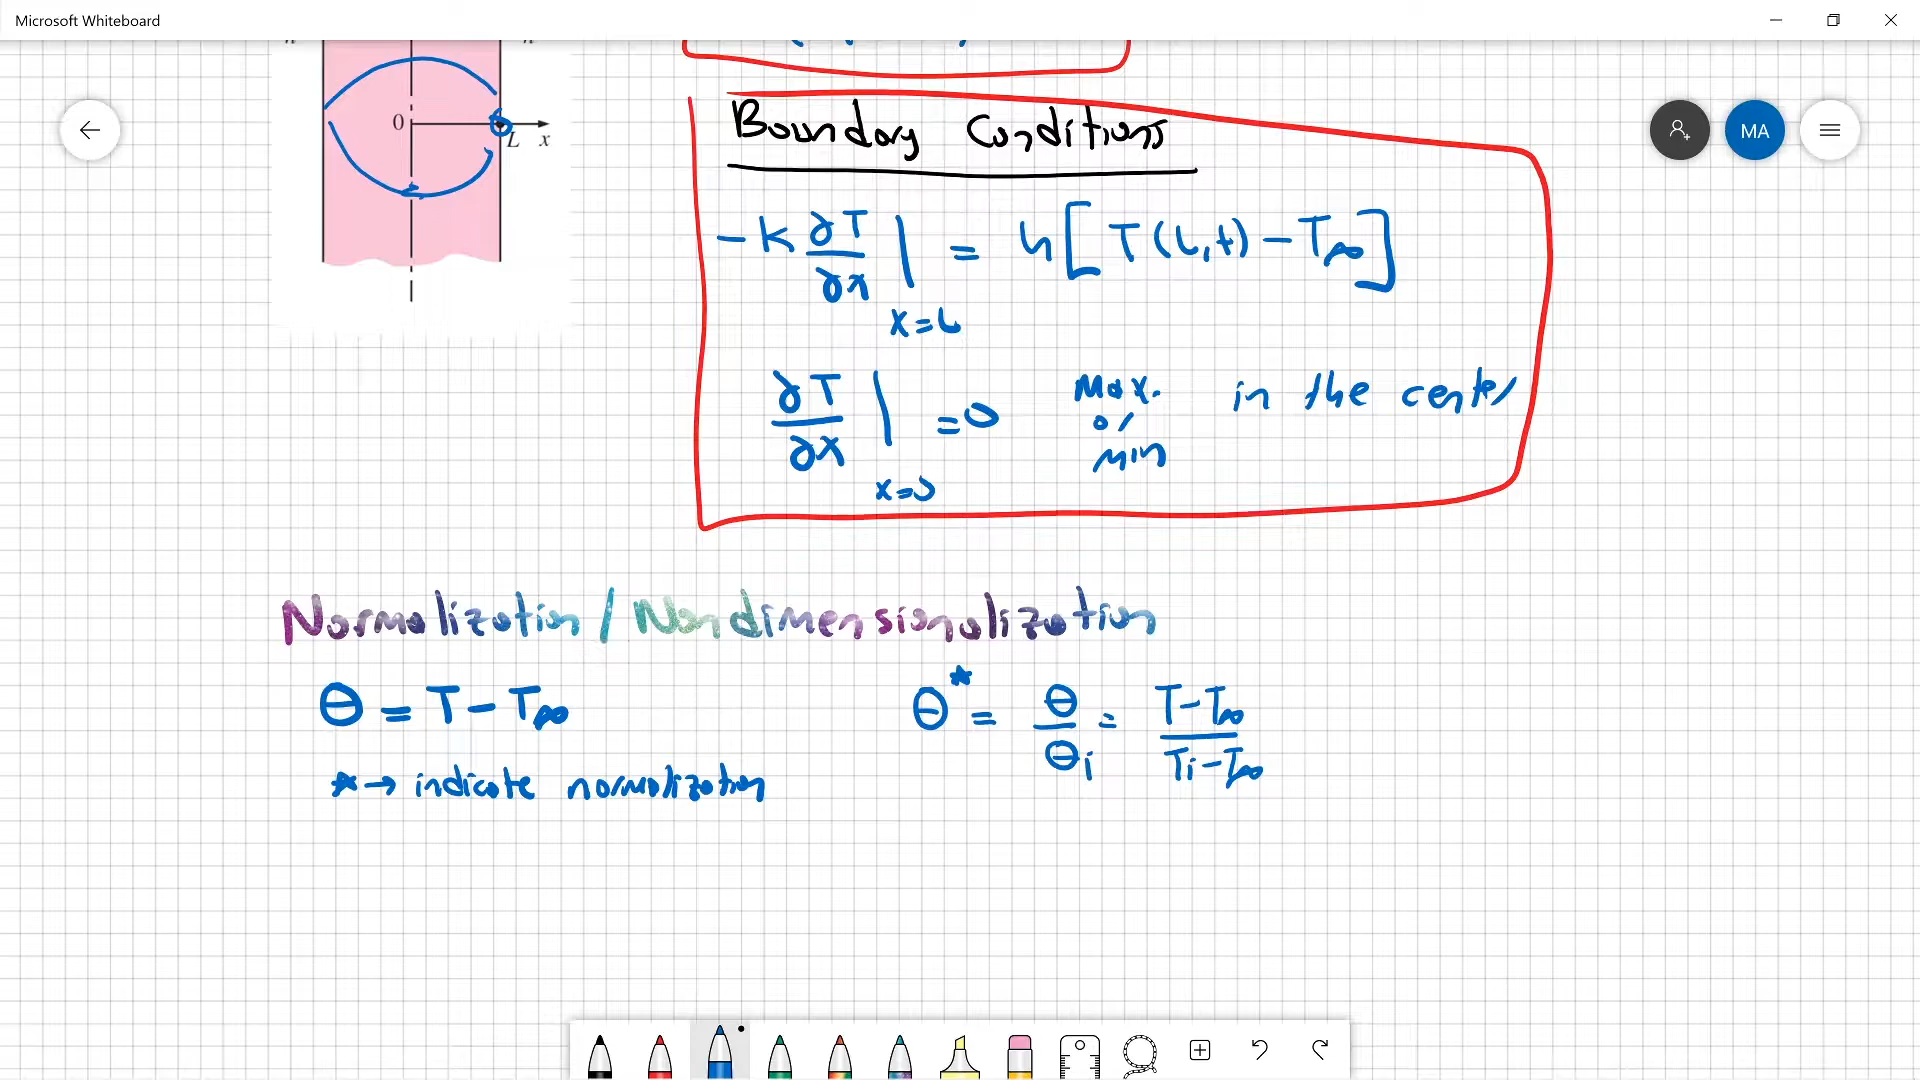 Microsoft Whiteboard
0
L x
MA
Boundary Conditions
-k ∂T/∂x | x=L = h [ T(L,t) - T∞ ]
∂T/∂x | x=0 = 0 Max. or min in the center
Normalization / Nondimensionalization
θ = T - T∞
θ* = θ/θi = T-T∞/Ti-T∞
* → indicate normalization